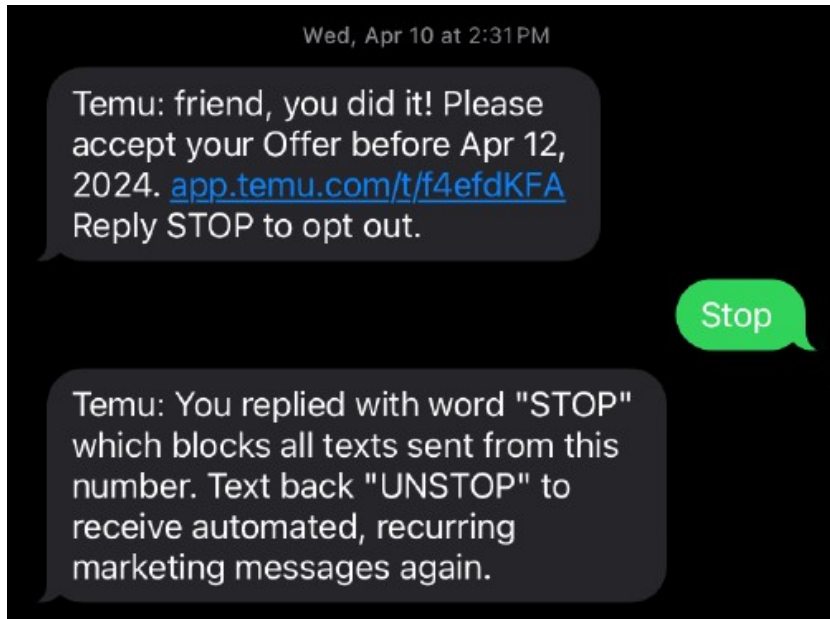 Wed, Apr 10 at 2:31 PM
Temu: friend, you did it! Please
accept your Offer before Apr 12,
2024. app.temu.com/t/f4efdKFA
Reply STOP to opt out.
Stop
Temu: You replied with word "STOP"
which blocks all texts sent from this
number. Text back "UNSTOP" to
receive automated, recurring
marketing messages again.